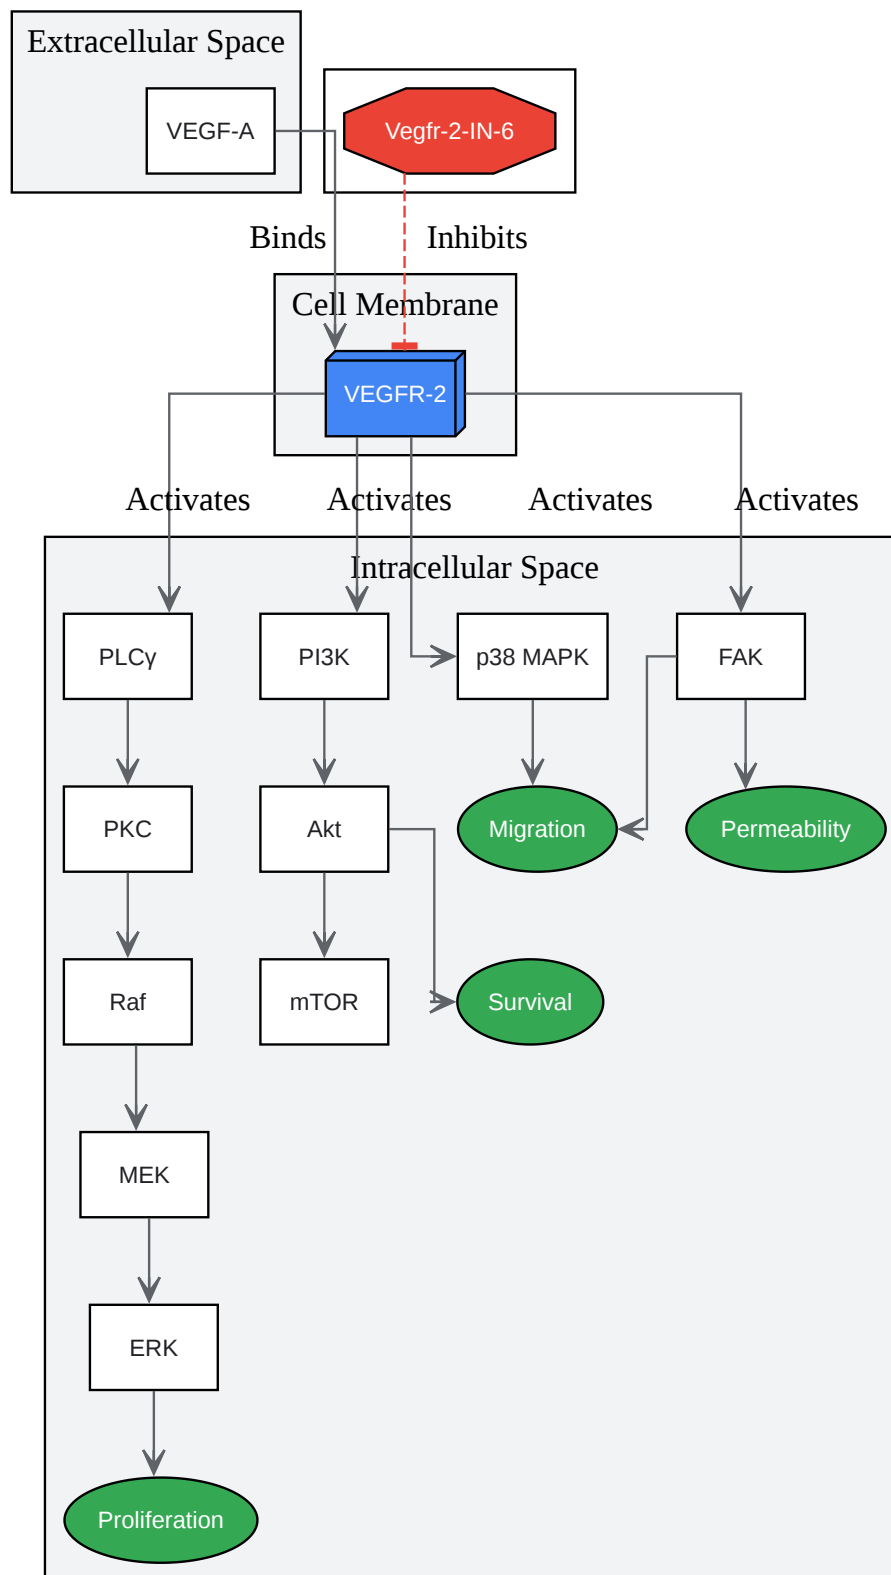 Extracellular Space
VEGF-A
Vegfr-2-IN-6
Binds
Inhibits
Cell Membrane
VEGFR-2
Activates
Activates
Activates
Activates
Intracellular Space
PLCγ
PI3K
p38 MAPK
FAK
PKC
Akt
Migration
Permeability
Raf
mTOR
Survival
MEK
ERK
Proliferation